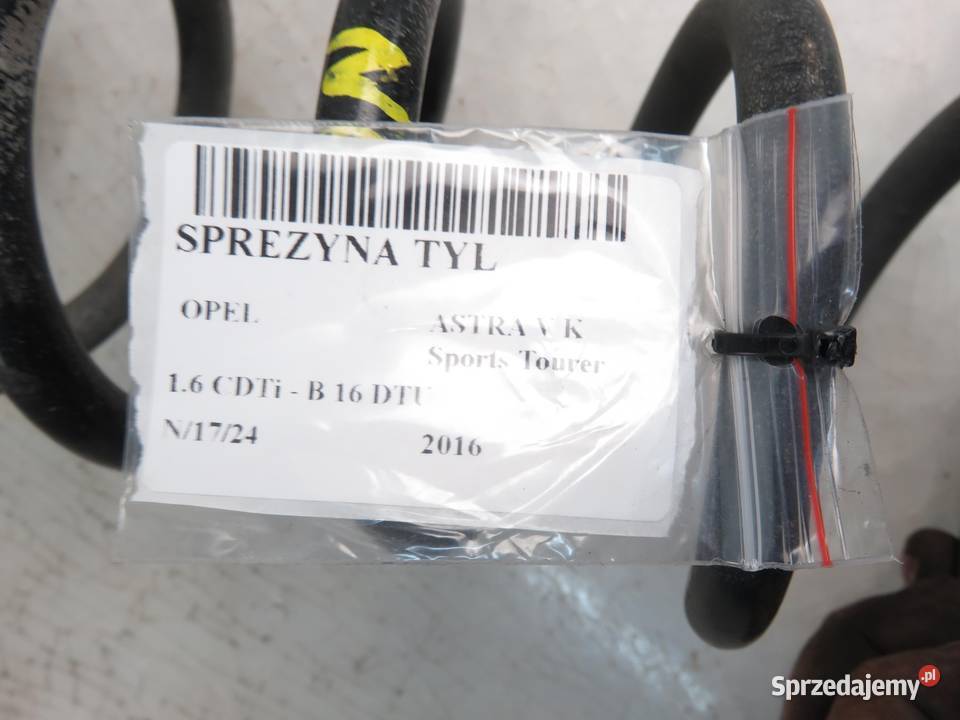 SPREZYNA TYL
OPEL
ASTRA V K
Sports Tourer
1.6 CDTi - B 16 DTU
N/17/24
2016
Sprzedajemy.pl